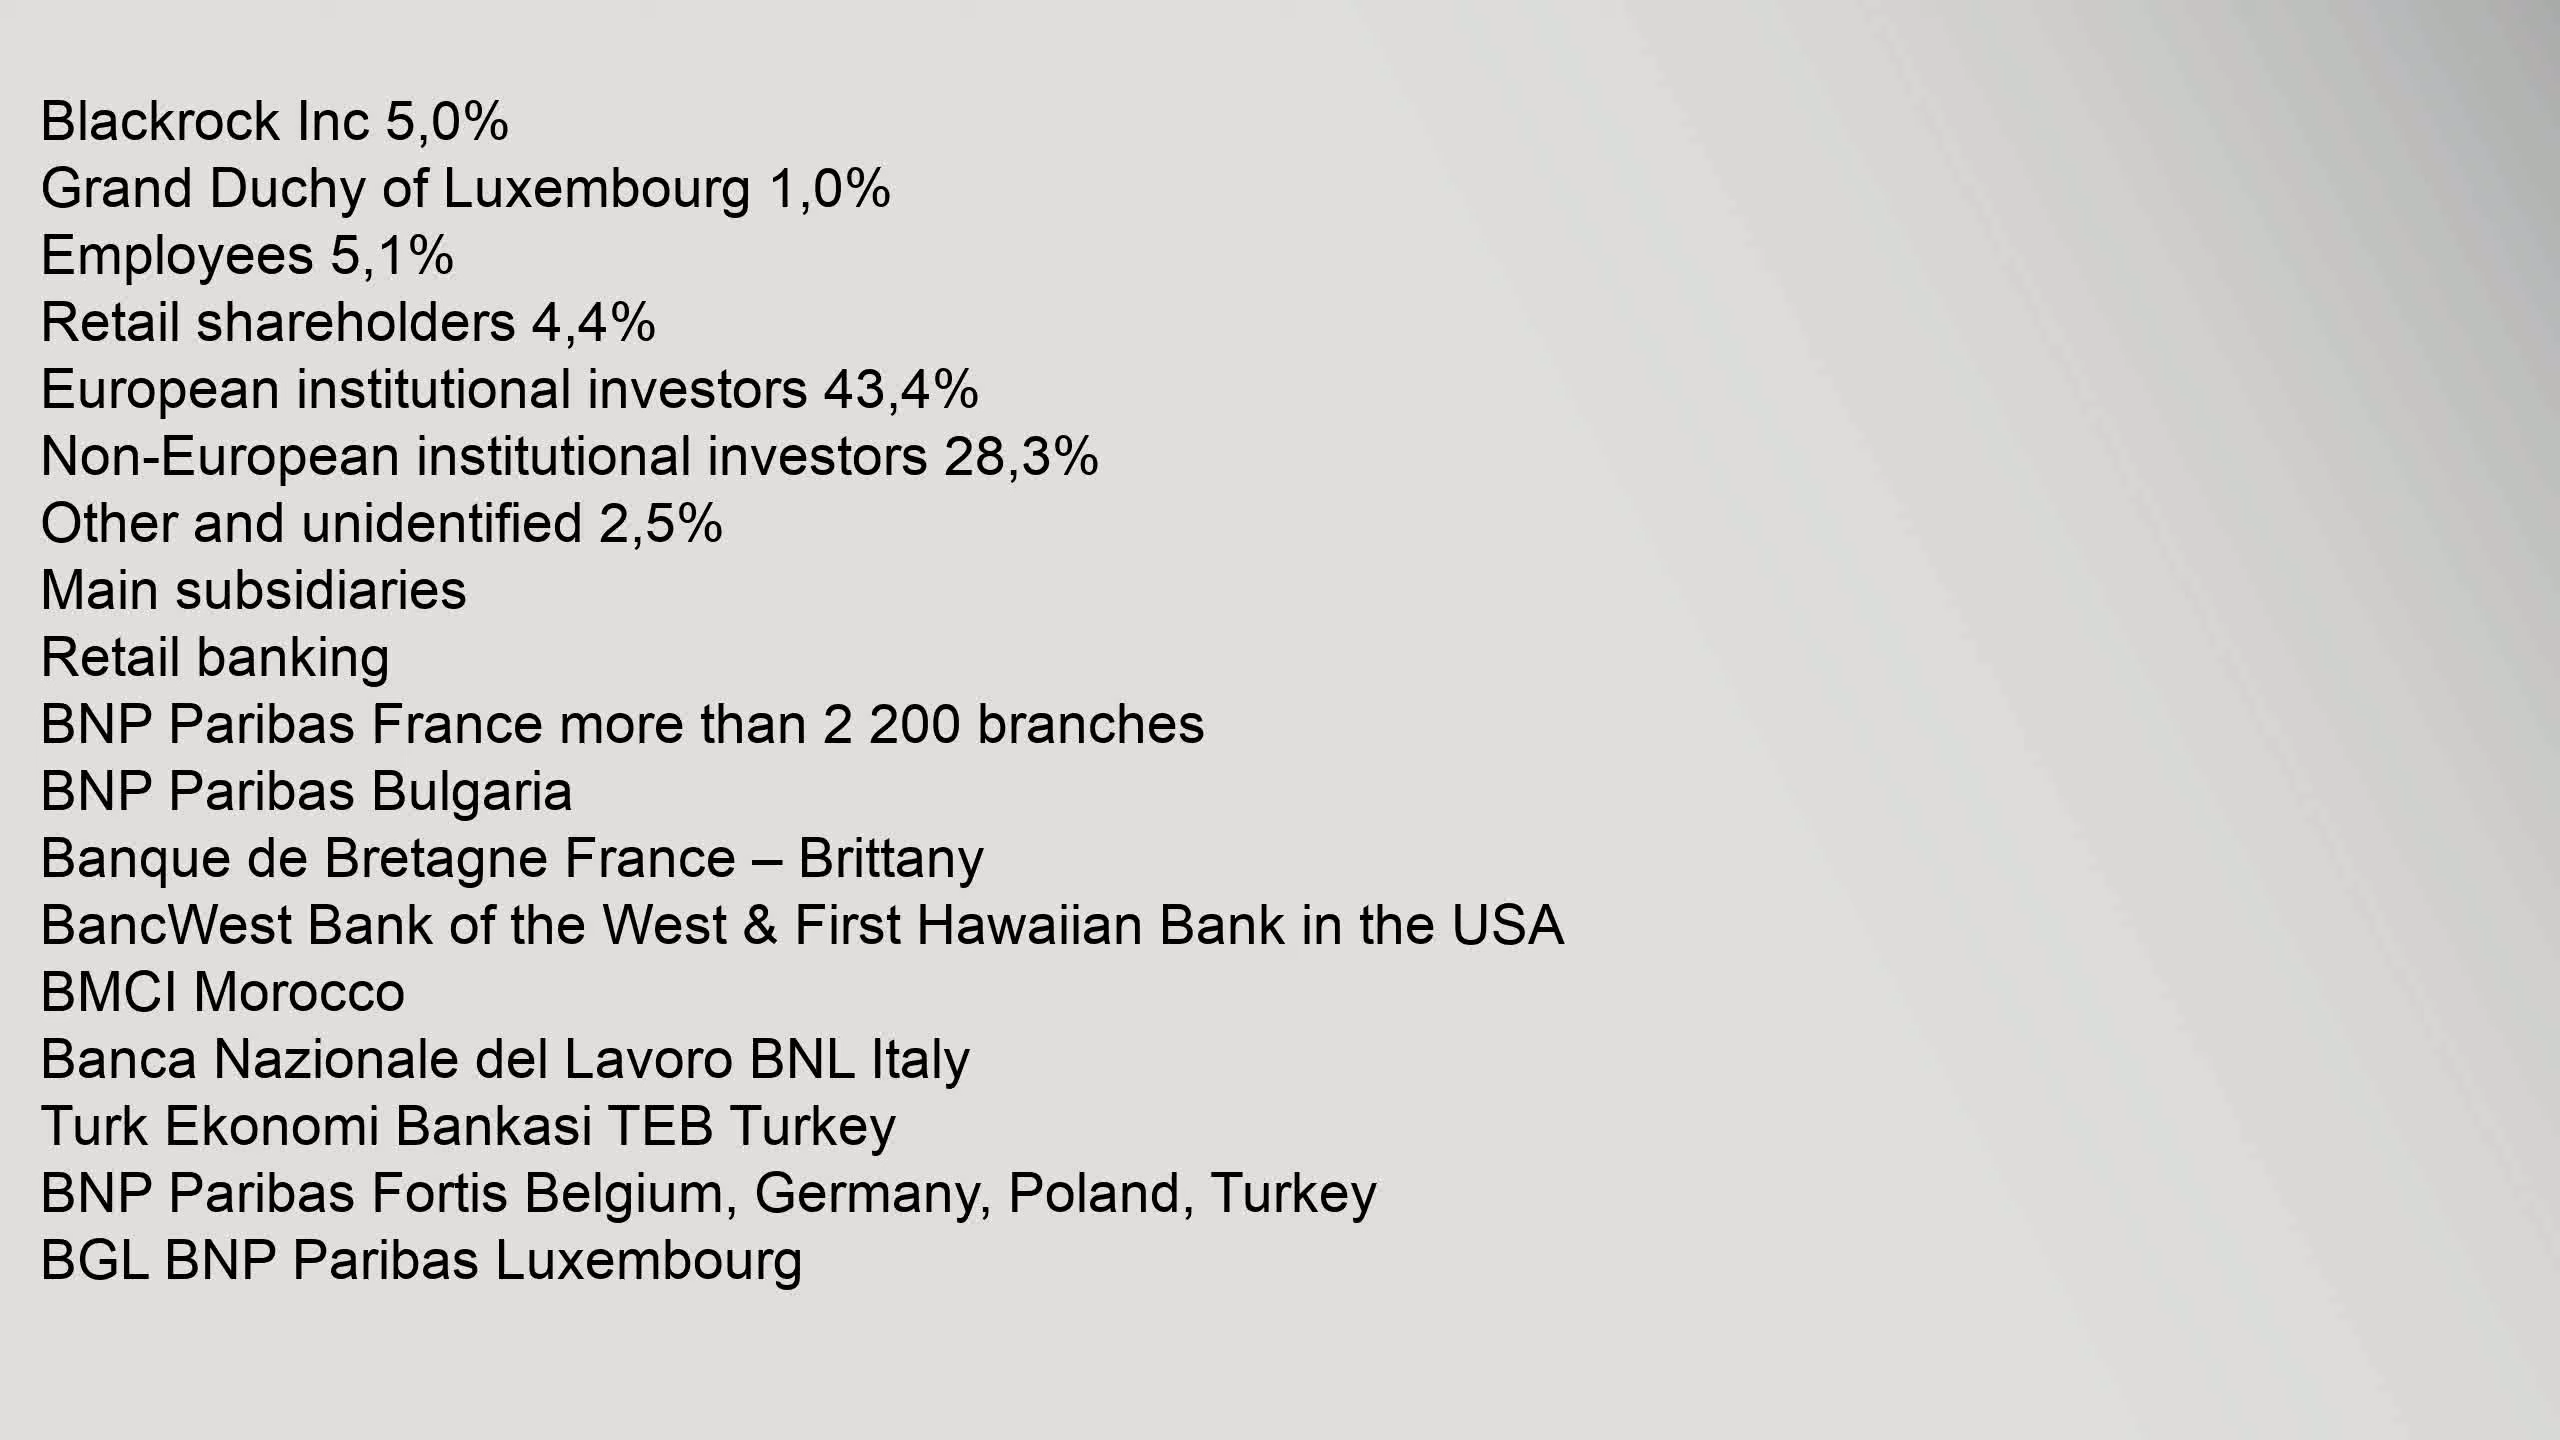 Blackrock Inc 5,0%
Grand Duchy of Luxembourg 1,0%
Employees 5,1%
Retail shareholders 4,4%
European institutional investors 43,4%
Non-European institutional investors 28,3%
Other and unidentified 2,5%
Main subsidiaries
Retail banking
BNP Paribas France more than 2 200 branches
BNP Paribas Bulgaria
Banque de Bretagne France – Brittany
BancWest Bank of the West & First Hawaiian Bank in the USA
BMCI Morocco
Banca Nazionale del Lavoro BNL Italy
Turk Ekonomi Bankasi TEB Turkey
BNP Paribas Fortis Belgium, Germany, Poland, Turkey
BGL BNP Paribas Luxembourg